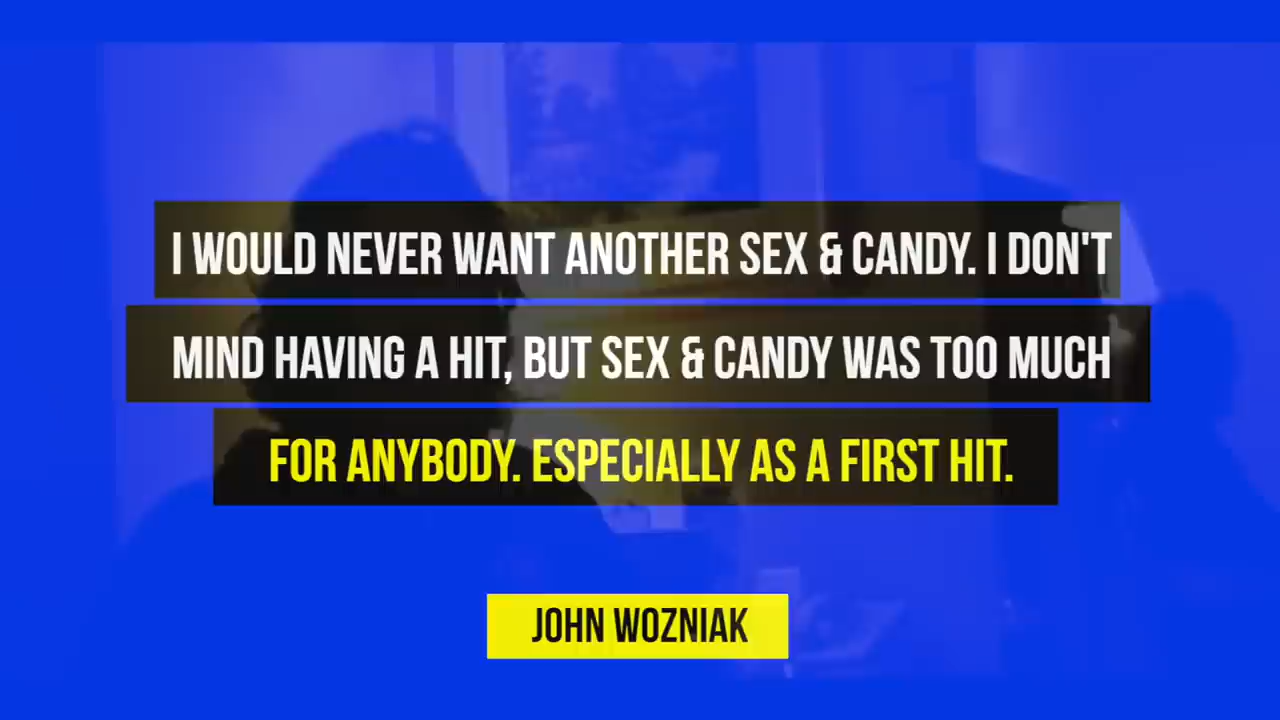 I WOULD NEVER WANT ANOTHER SEX & CANDY. I DON'T
MIND HAVING A HIT, BUT SEX & CANDY WAS TOO MUCH
FOR ANYBODY. ESPECIALLY AS A FIRST HIT.
JOHN WOZNIAK